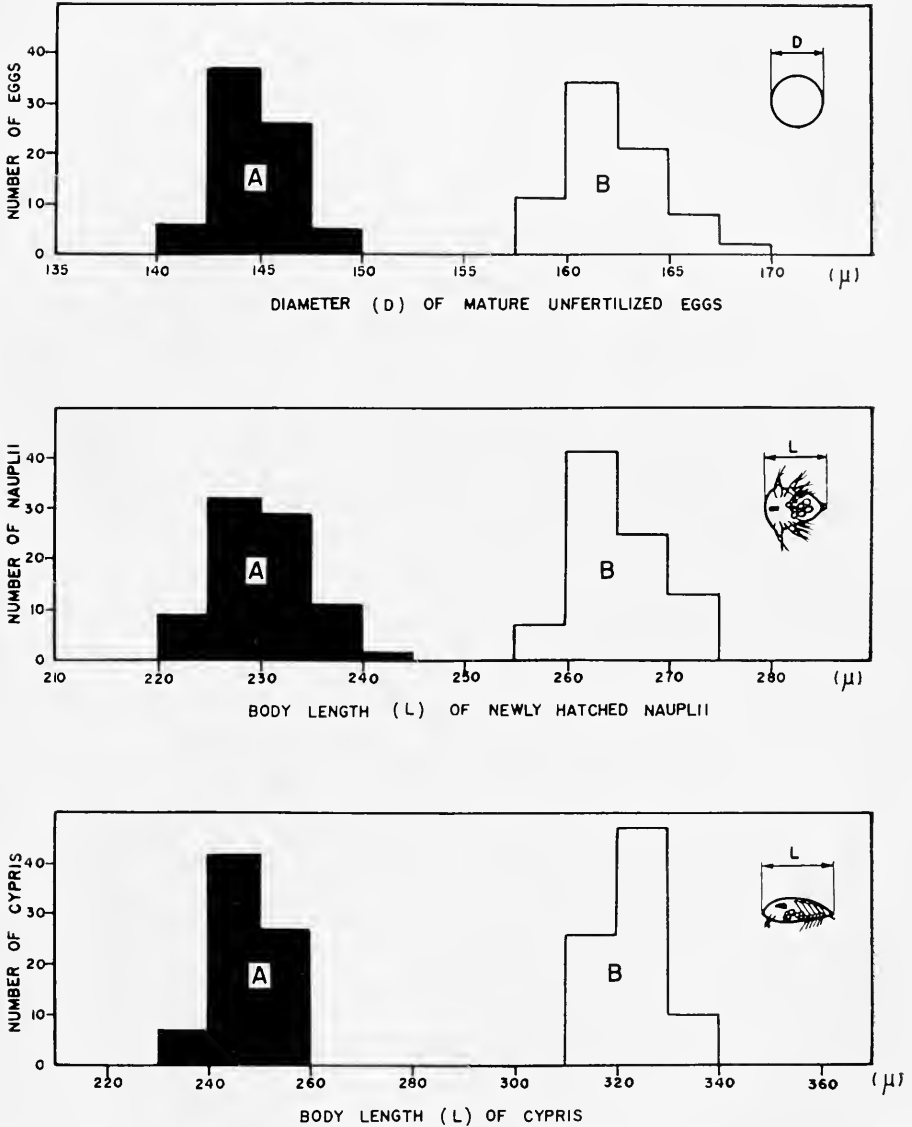 NUMBER OF EGGS
40
30
20
10
0
A
B
D
135 140 145 150 155 160 165 170 (μ)
DIAMETER (D) OF MATURE UNFERTILIZED EGGS
NUMBER OF NAUPLII
40
30
20
10
0
A
B
L
210 220 230 240 250 260 270 280 (μ)
BODY LENGTH (L) OF NEWLY HATCHED NAUPLII
NUMBER OF CYPRIS
40
30
20
10
0
A
B
L
220 240 260 280 300 320 340 360 (μ)
BODY LENGTH (L) OF CYPRIS